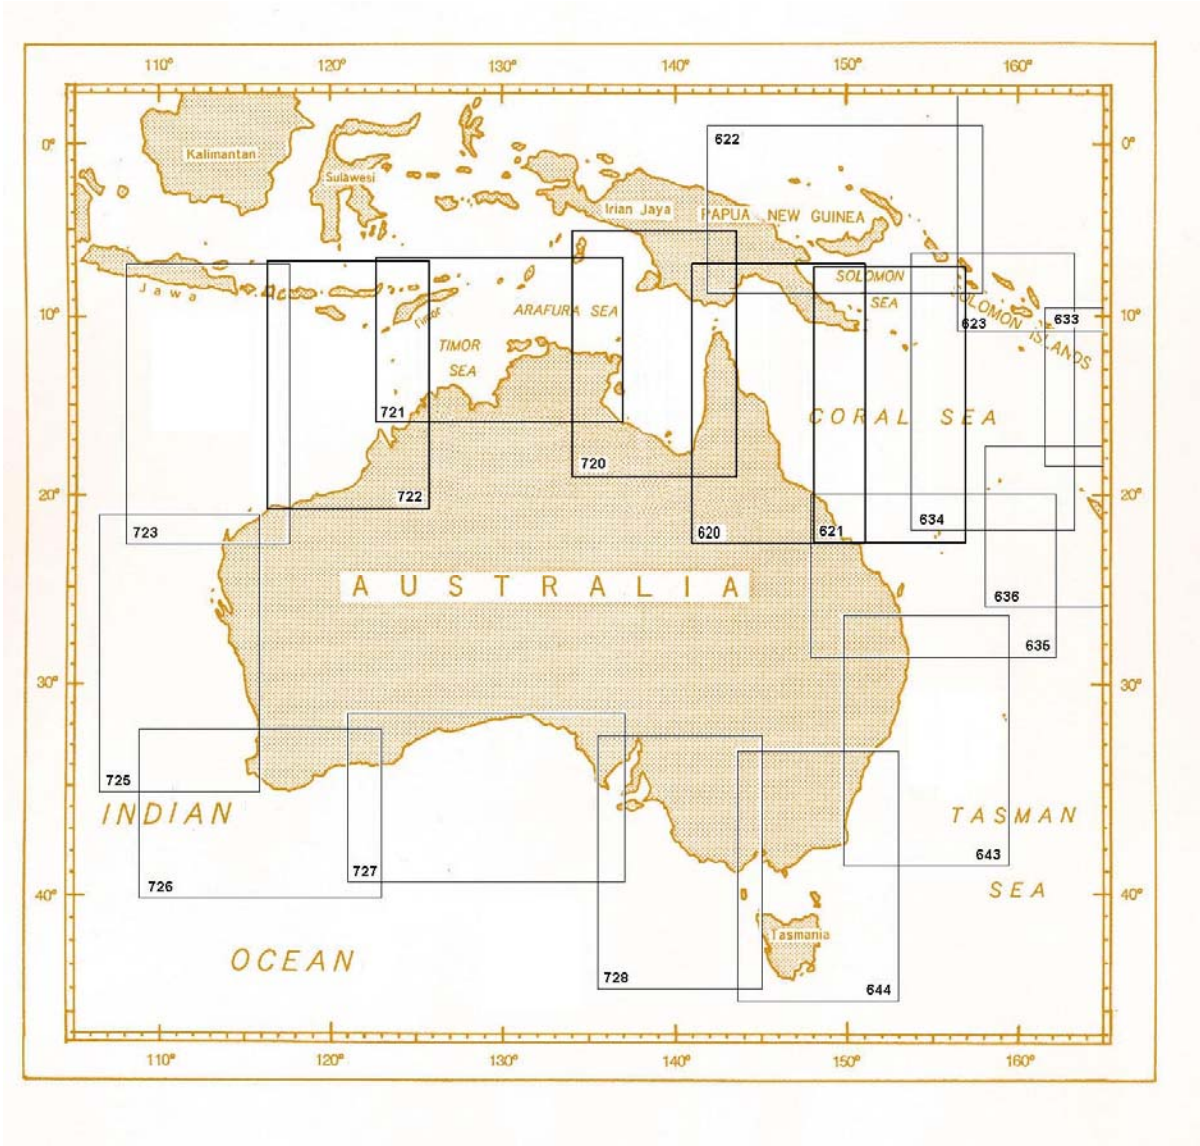 110° 120° 130° 140° 150° 160°
0° 0°
622
Kalimantan
Sulawesi
Irian Jaya
PAPUA NEW GUINEA
SOLOMON
SEA
Jawa
Timor
ARAFURA SEA
SOLOMON ISLANDS
10° 10°
623
633
TIMOR
SEA
721
CORAL SEA
720
20° 20°
722
723
620
621
634
AUSTRALIA
636
635
30° 30°
725
INDIAN
TASMAN
643
727
726
SEA
40° 40°
Tasmania
OCEAN
728
644
110° 120° 130° 140° 150° 160°